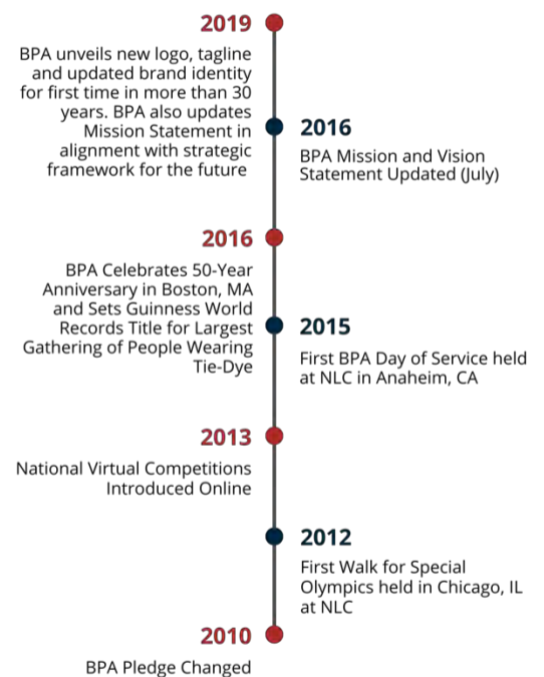 2019
BPA unveils new logo, tagline
and updated brand identity
for first time in more than 30
years. BPA also updates
Mission Statement in
alignment with strategic
framework for the future
2016
BPA Mission and Vision
Statement Updated (July)
2016
BPA Celebrates 50-Year
Anniversary in Boston, MA
and Sets Guinness World
Records Title for Largest
Gathering of People Wearing
Tie-Dye
2015
First BPA Day of Service held
at NLC in Anaheim, CA
2013
National Virtual Competitions
Introduced Online
2012
First Walk for Special
Olympics held in Chicago, IL
at NLC
2010
BPA Pledge Changed